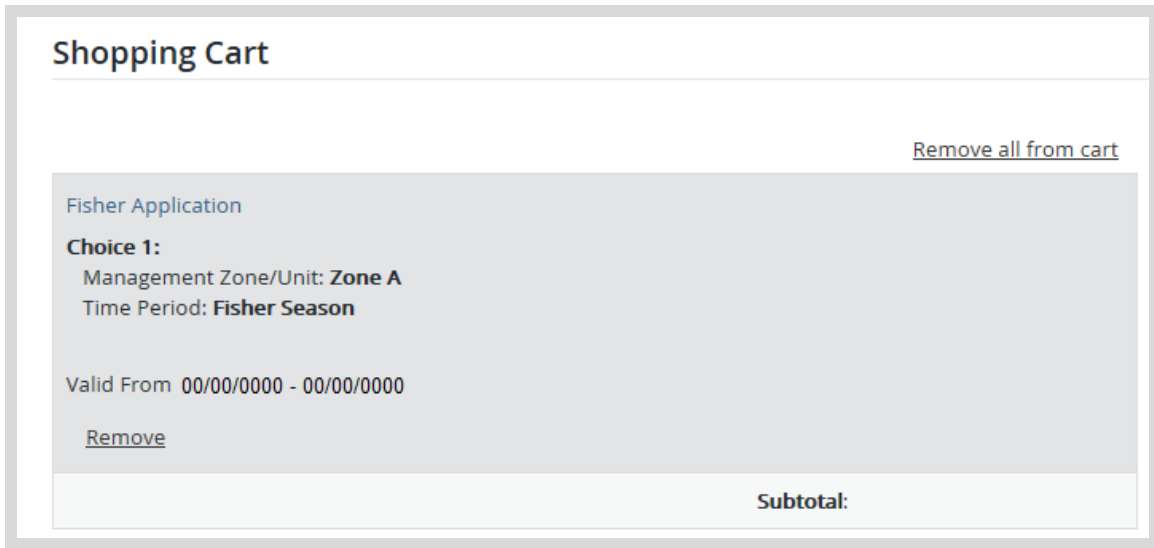 Shopping Cart
Remove all from cart
Fisher Application
Choice 1:
Management Zone/Unit: Zone A
Time Period: Fisher Season
Valid From 00/00/0000 - 00/00/0000
Remove
Subtotal: